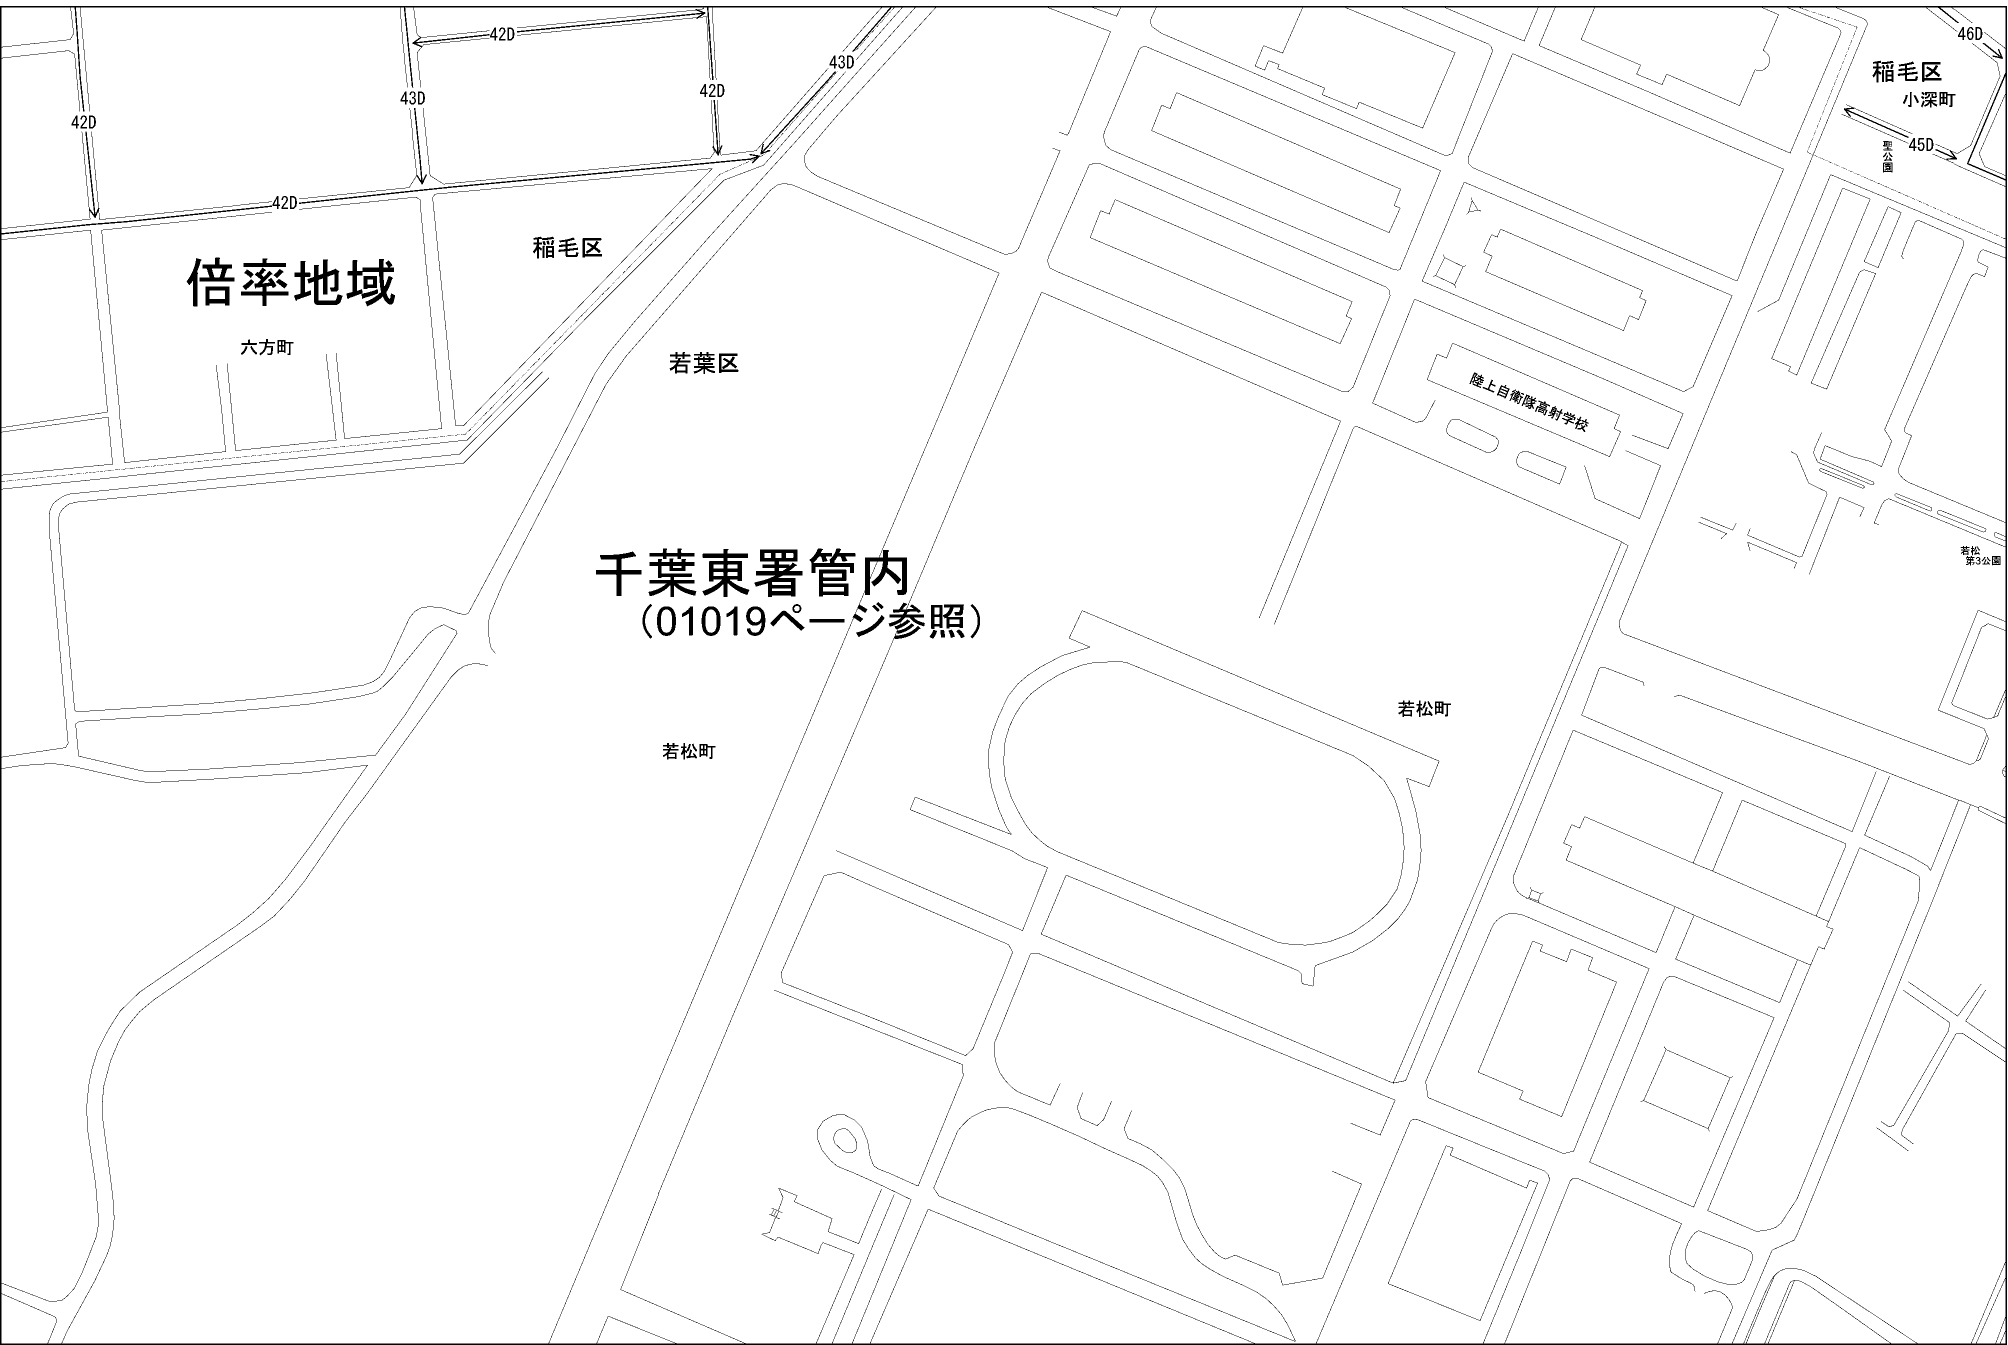 42D
43D
46D
稲毛区
小深町
42D
43D
42D
45D
聖公園
42D
稲毛区
倍率地域
六方町
若葉区
陸上自衛隊高射学校
千葉東署管内
（01019ページ参照）
若松
第3公園
若松町
若松町